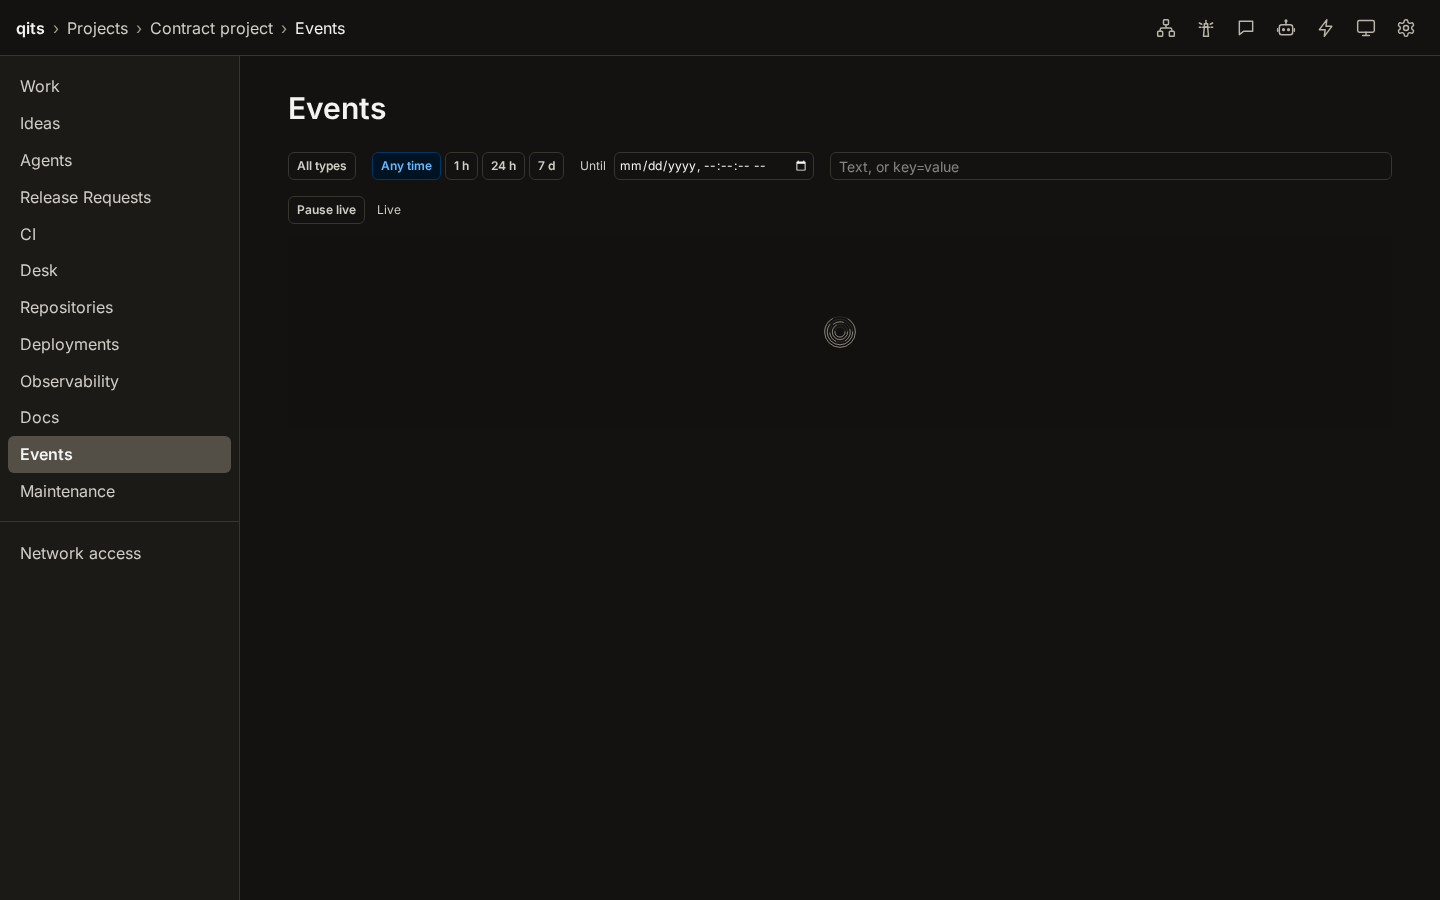 qits › Projects › Contract project › Events
Work
Ideas
Agents
Release Requests
CI
Desk
Repositories
Deployments
Observability
Docs
Events
Maintenance
Network access
Events
All types Any time 1 h 24 h 7 d Until mm/dd/yyyy, --:--:-- -- Text, or key=value
Pause live Live